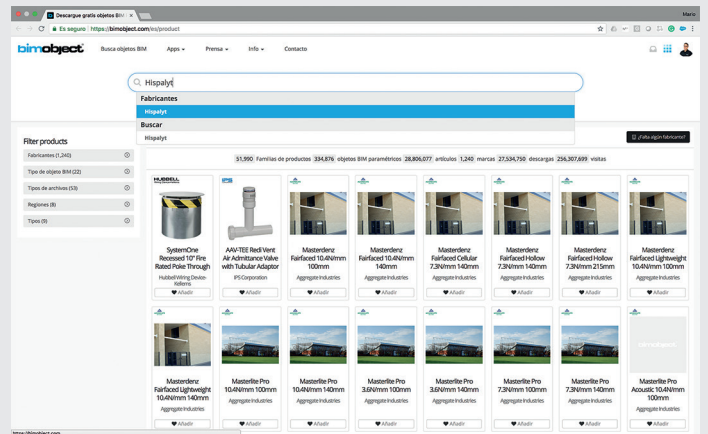 Descargue gratis objetos BIM
Mario
Es seguro https://bimobject.com/es/product
bimobject
Busca objetos BIM Apps Prensa Info Contacto
Hispalyt
Fabricantes
Hispalyt
Buscar
Hispalyt
¿Falta algún fabricante?
Filter products
Fabricantes (1,240)
Tipo de objeto BIM (22)
Tipos de archivos (53)
Regiones (8)
Tipos (9)
51,990 Familias de productos 334,876 objetos BIM paramétricos 28,806,077 artículos 1,240 marcas 27,534,750 descargas 256,307,699 visitas
HUBBELL
SystemOne
Recessed 10" Fire
Rated Poke Through
Hubbell Wiring Device-
Kellems
Añadir
IPS
AAV-TEE Redi Vent
Air Admittance Valve
with Tubular Adaptor
IPS Corporation
Añadir
Masterdenz
Fairfaced 10.4N/mm
100mm
Aggregate Industries
Añadir
Masterdenz
Fairfaced 10.4N/mm
140mm
Aggregate Industries
Añadir
Masterdenz
Fairfaced Cellular
7.3N/mm 140mm
Aggregate Industries
Añadir
Masterdenz
Fairfaced Hollow
7.3N/mm 140mm
Aggregate Industries
Añadir
Masterdenz
Fairfaced Hollow
7.3N/mm 215mm
Aggregate Industries
Añadir
Masterdenz
Fairfaced Lightweight
10.4N/mm 100mm
Aggregate Industries
Añadir
Masterdenz
Fairfaced Lightweight
10.4N/mm 140mm
Aggregate Industries
Añadir
Masterlite Pro
10.4N/mm 100mm
Aggregate Industries
Añadir
Masterlite Pro
10.4N/mm 140mm
Aggregate Industries
Añadir
Masterlite Pro
3.6N/mm 100mm
Aggregate Industries
Añadir
Masterlite Pro
3.6N/mm 140mm
Aggregate Industries
Añadir
Masterlite Pro
7.3N/mm 100mm
Aggregate Industries
Añadir
Masterlite Pro
7.3N/mm 140mm
Aggregate Industries
Añadir
bimobject
Masterlite Pro
Acoustic 10.4N/mm
100mm
Aggregate Industries
Añadir
https://bimobject.com